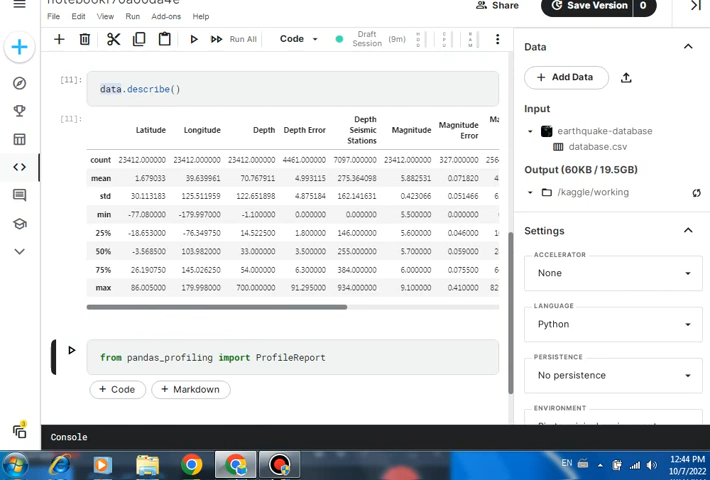 Share
Save Version
0
File Edit View Run Add-ons Help
Run All
Code
Draft Session (9m)
H D D
C P U
R A M
Data
+ Add Data
Input
earthquake-database
database.csv
Output (60KB / 19.5GB)
/kaggle/working
Settings
ACCELERATOR
None
LANGUAGE
Python
PERSISTENCE
No persistence
ENVIRONMENT
[11]:
data.describe()
[11]:
Latitude Longitude Depth Depth Error Depth Seismic Stations Magnitude Magnitude Error Ma
count 23412.000000 23412.000000 23412.000000 4461.000000 7097.000000 23412.000000 327.000000 256
mean 1.679033 39.639961 70.767911 4.993115 275.364098 5.882531 0.071820
std 30.113183 125.511959 122.651898 4.875184 162.141631 0.423066 0.051466
min -77.080000 -179.997000 -1.100000 0.000000 0.000000 5.500000 0.000000
25% -18.653000 -76.349750 14.522500 1.800000 146.000000 5.600000 0.046000
50% -3.568500 103.982000 33.000000 3.500000 255.000000 5.700000 0.059000
75% 26.190750 145.026250 54.000000 6.300000 384.000000 6.000000 0.075500
max 86.005000 179.998000 700.000000 91.295000 934.000000 9.100000 0.410000 82
from pandas_profiling import ProfileReport
+ Code + Markdown
Console
EN
12:44 PM
10/7/2022